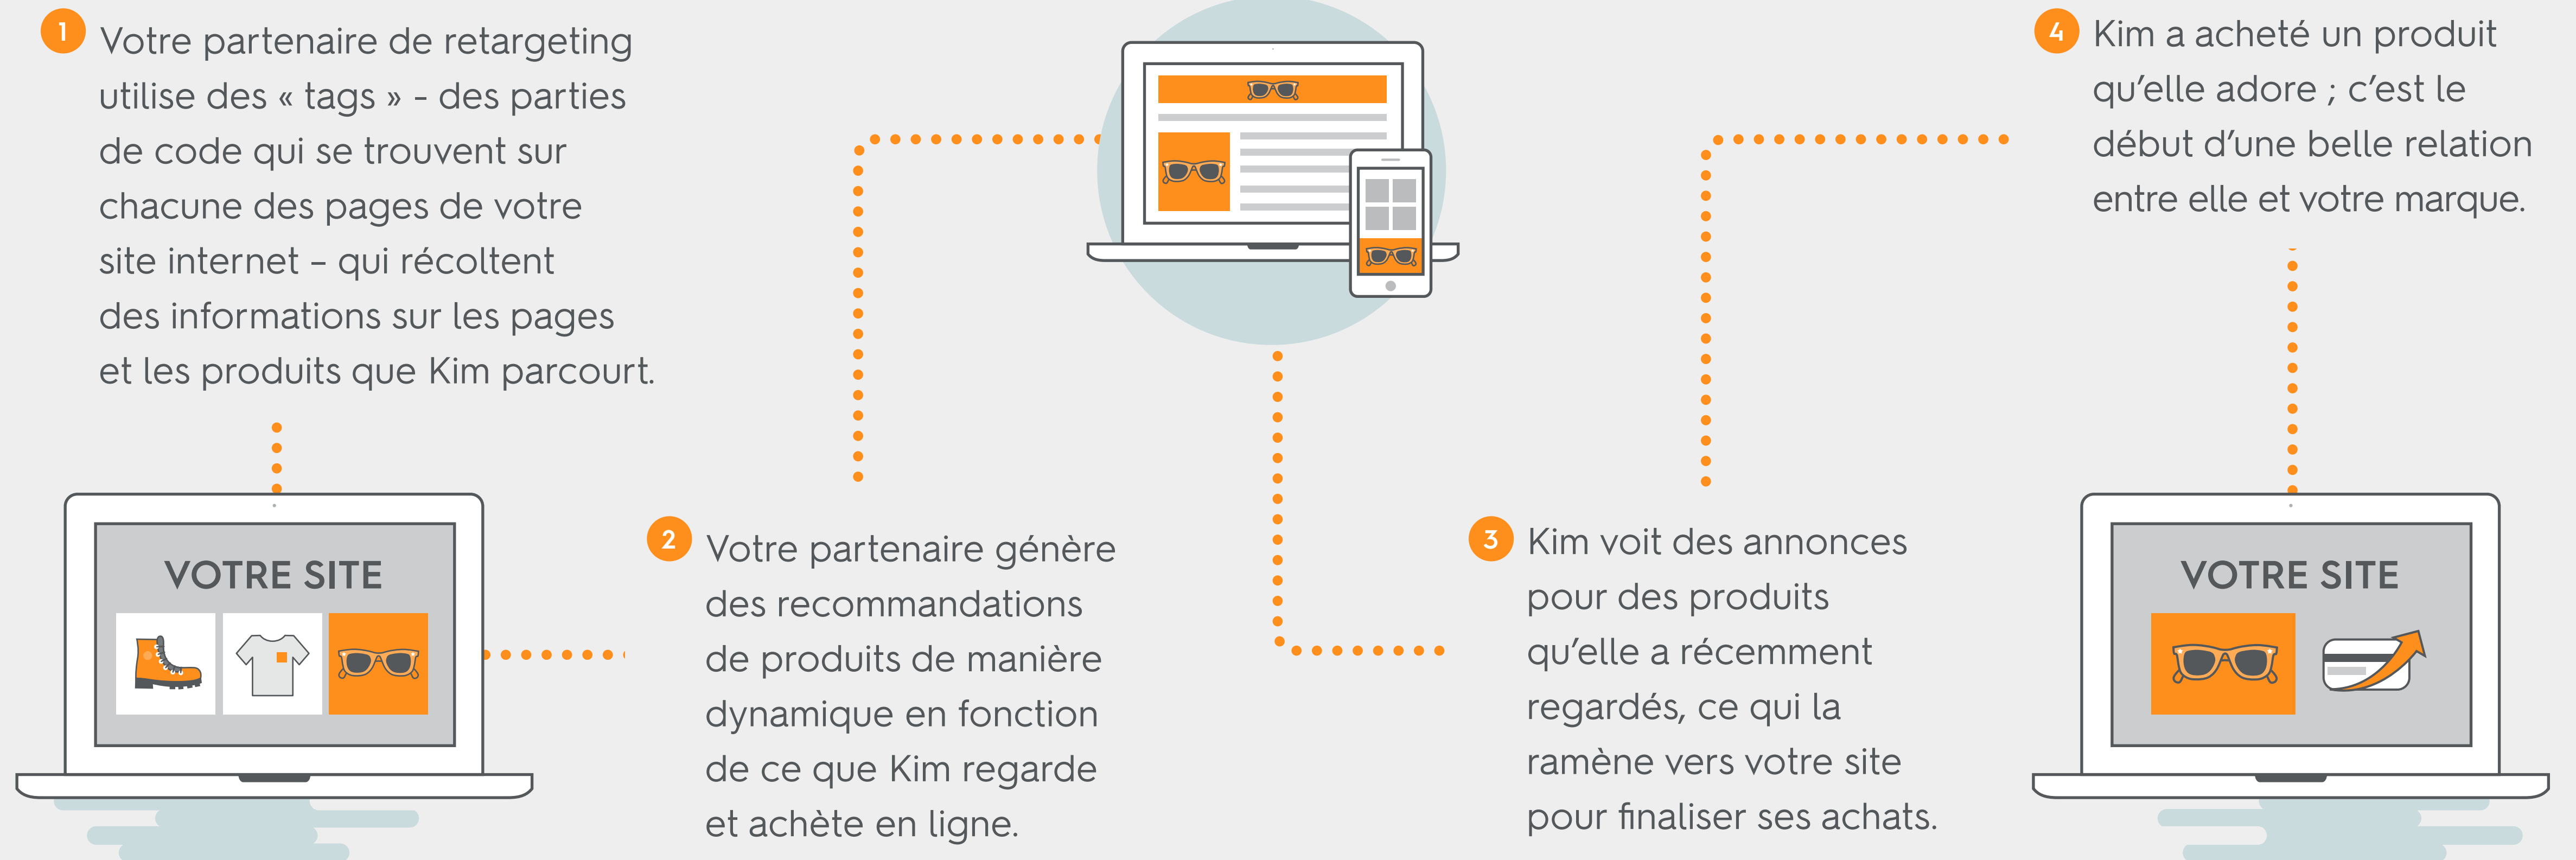 1
Votre partenaire de retargeting
utilise des « tags » - des parties
de code qui se trouvent sur
chacune des pages de votre
site internet – qui récoltent
des informations sur les pages
et les produits que Kim parcourt.
VOTRE SITE
2
Votre partenaire génère
des recommandations
de produits de manière
dynamique en fonction
de ce que Kim regarde
et achète en ligne.
3
Kim voit des annonces
pour des produits
qu’elle a récemment
regardés, ce qui la
ramène vers votre site
pour finaliser ses achats.
4
Kim a acheté un produit
qu’elle adore ; c’est le
début d’une belle relation
entre elle et votre marque.
VOTRE SITE